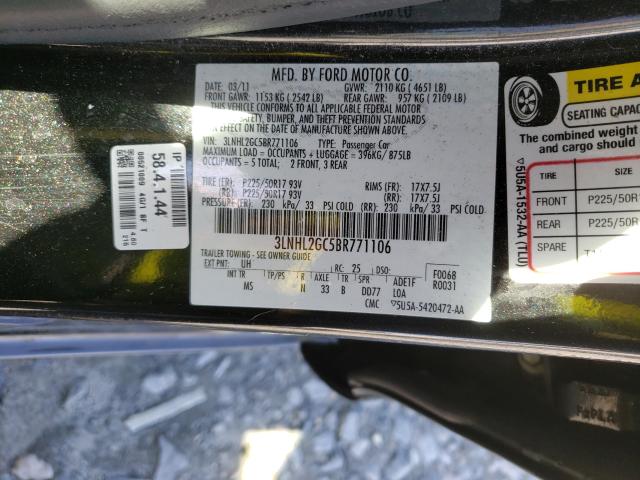 MFD. BY FORD MOTOR CO.
DATE: 03/11 GVWR: 2110 KG ( 4651 LB)
FRONT GAWR: 1153 KG ( 2542 LB) REAR GAWR: 957 KG ( 2109 LB)
THIS VEHICLE CONFORMS TO ALL APPLICABLE FEDERAL MOTOR
VEHICLE SAFETY, BUMPER, AND THEFT PREVENTION STANDARDS
IN EFFECT ON THE DATE OF MANUFACTURE SHOWN ABOVE.
VIN: 3LNHL2GC5BR771106 TYPE: Passenger Car
MAXIMUM LOAD = OCCUPANTS + LUGGAGE = 396KG/ 875LB
OCCUPANTS = 5 TOTAL: 2 FRONT, 3 REAR
TIRE (FR): P225/50R17 93V RIMS (FR): 17X7.5J
(RR): P225/50R17 93V (RR): 17X7.5J
PRESSURE (FR): 230 kPa/ 33 PSI COLD (RR): 230 kPa/ 33 PSI COLD
3LNHL2GC5BR771106
TRAILER TOWING - SEE OWNER GUIDE
EXT PNT: UH RC: 25 DSO: F0068
R0031
INT TR TP/PS R AXLE TR SPR ADE1F
MS N 33 B DD77 LOA
CMC 5U5A-5420472-AA
IP
58.4.1.44
TIRE A
SEATING CAPACITY
The combined weight
and cargo should
TIRE SIZE
FRONT P225/50R1
REAR P225/50R
SPARE
5U5A-1532-AA (TLU)